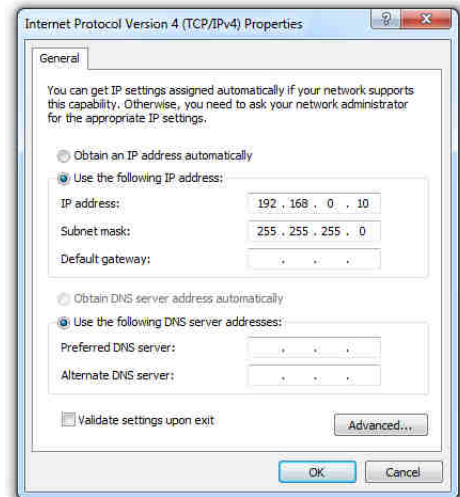 Internet Protocol Version 4 (TCP/IPv4) Properties
General
You can get IP settings assigned automatically if your network supports
this capability. Otherwise, you need to ask your network administrator
for the appropriate IP settings.
Obtain an IP address automatically
Use the following IP address:
IP address: 192 . 168 . 0 . 10
Subnet mask: 255 . 255 . 255 . 0
Default gateway: . . .
Obtain DNS server address automatically
Use the following DNS server addresses:
Preferred DNS server: . . .
Alternate DNS server: . . .
Validate settings upon exit
Advanced...
OK Cancel